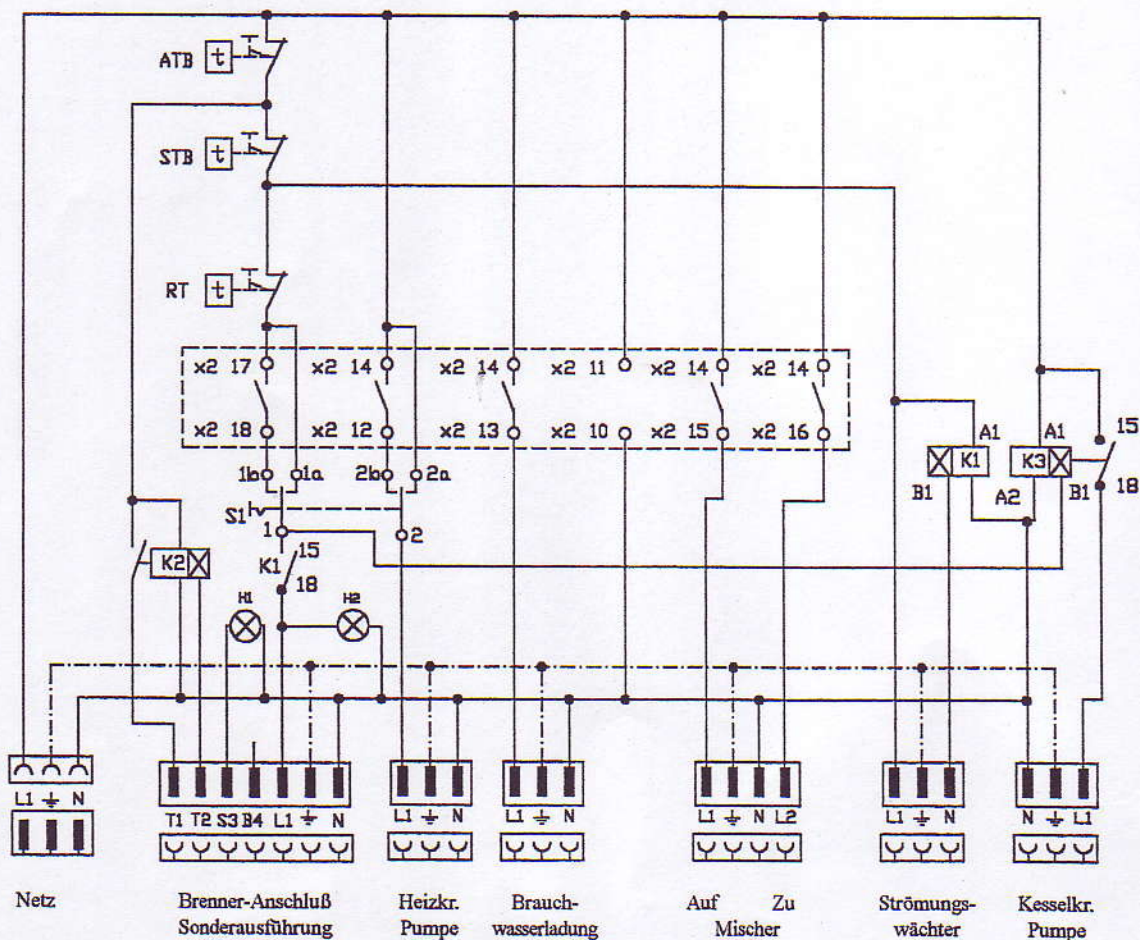 ATB t
STB t
RT t
x2 17 x2 14 x2 14 x2 11 x2 14 x2 14
x2 18 x2 12 x2 13 x2 10 x2 15 x2 16
1b 1a 2b 2a
S1
1 2
K1 15
18
K2
H1 H2
A1 A1 15
K1 K3
B1 A2 B1 18
L1 N
T1 T2 S3 B4 L1 N
L1 N
L1 N
L1 N L2
L1 N
N L1
Netz
Brenner-Anschluß
Sonderausführung
Heizkr.
Pumpe
Brauch-
wasserladung
Auf Zu
Mischer
Strömungs-
wächter
Kesselkr.
Pumpe